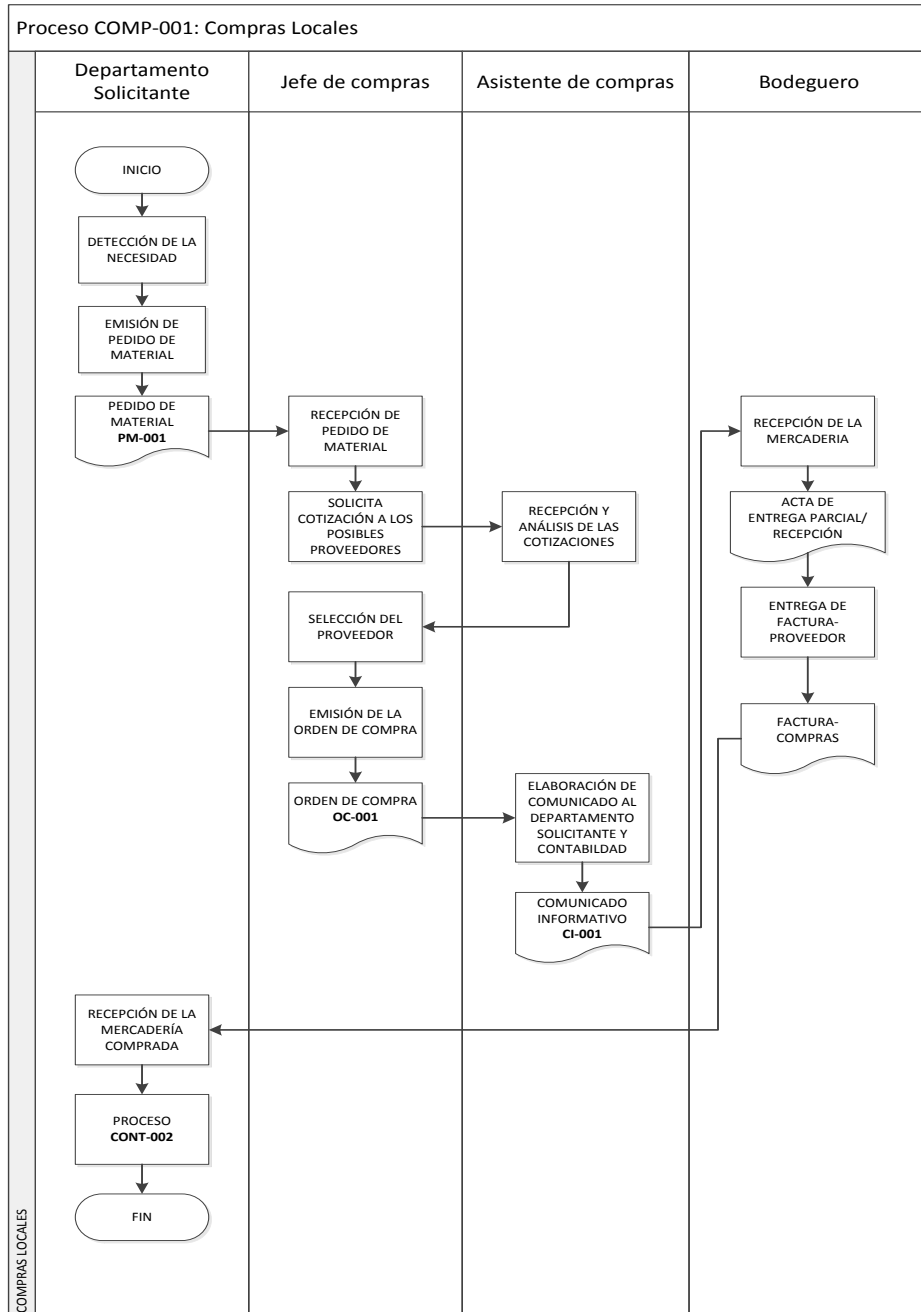 Proceso COMP-001: Compras Locales
Departamento
Solicitante
Jefe de compras
Asistente de compras
Bodeguero
INICIO
DETECCIÓN DE LA
NECESIDAD
EMISIÓN DE
PEDIDO DE
MATERIAL
PEDIDO DE
MATERIAL
PM-001
RECEPCIÓN DE
PEDIDO DE
MATERIAL
SOLICITA
COTIZACIÓN A LOS
POSIBLES
PROVEEDORES
RECEPCIÓN Y
ANÁLISIS DE LAS
COTIZACIONES
SELECCIÓN DEL
PROVEEDOR
EMISIÓN DE LA
ORDEN DE COMPRA
ORDEN DE COMPRA
OC-001
ELABORACIÓN DE
COMUNICADO AL
DEPARTAMENTO
SOLICITANTE Y
CONTABILDAD
COMUNICADO
INFORMATIVO
CI-001
RECEPCIÓN DE LA
MERCADERIA
ACTA DE
ENTREGA PARCIAL/
RECEPCIÓN
ENTREGA DE
FACTURA-
PROVEEDOR
FACTURA-
COMPRAS
RECEPCIÓN DE LA
MERCADERÍA
COMPRADA
PROCESO
CONT-002
FIN
COMPRAS LOCALES